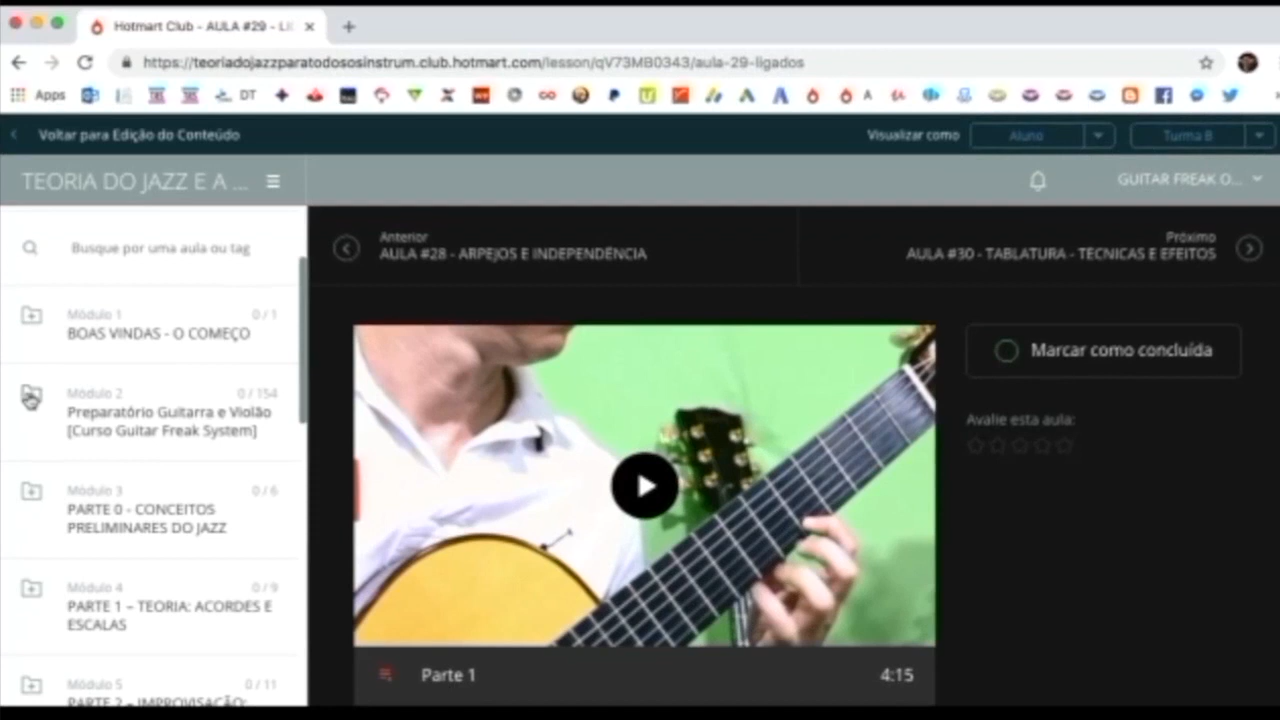 Hotmart Club - AULA #29 - LI
https://teoriadojazzparatodososinstrum.club.hotmart.com/lesson/qV73MB0343/aula-29-ligados
Apps
DT
A
Voltar para Edição do Conteúdo
Visualizar como
Aluno
Turma B
TEORIA DO JAZZ E A ...
GUITAR FREAK O...
Busque por uma aula ou tag
Anterior
AULA #28 - ARPEJOS E INDEPENDÊNCIA
Próximo
AULA #30 - TABLATURA - TECNICAS E EFEITOS
Módulo 1 0 / 1
BOAS VINDAS - O COMEÇO
Módulo 2 0 / 154
Preparatório Guitarra e Violão
[Curso Guitar Freak System]
Módulo 3 0 / 6
PARTE 0 - CONCEITOS
PRELIMINARES DO JAZZ
Módulo 4 0 / 9
PARTE 1 – TEORIA: ACORDES E
ESCALAS
Módulo 5 0 / 11
PARTE 2 – IMPROVISAÇÃO:
Marcar como concluída
Avalie esta aula:
Parte 1 4:15